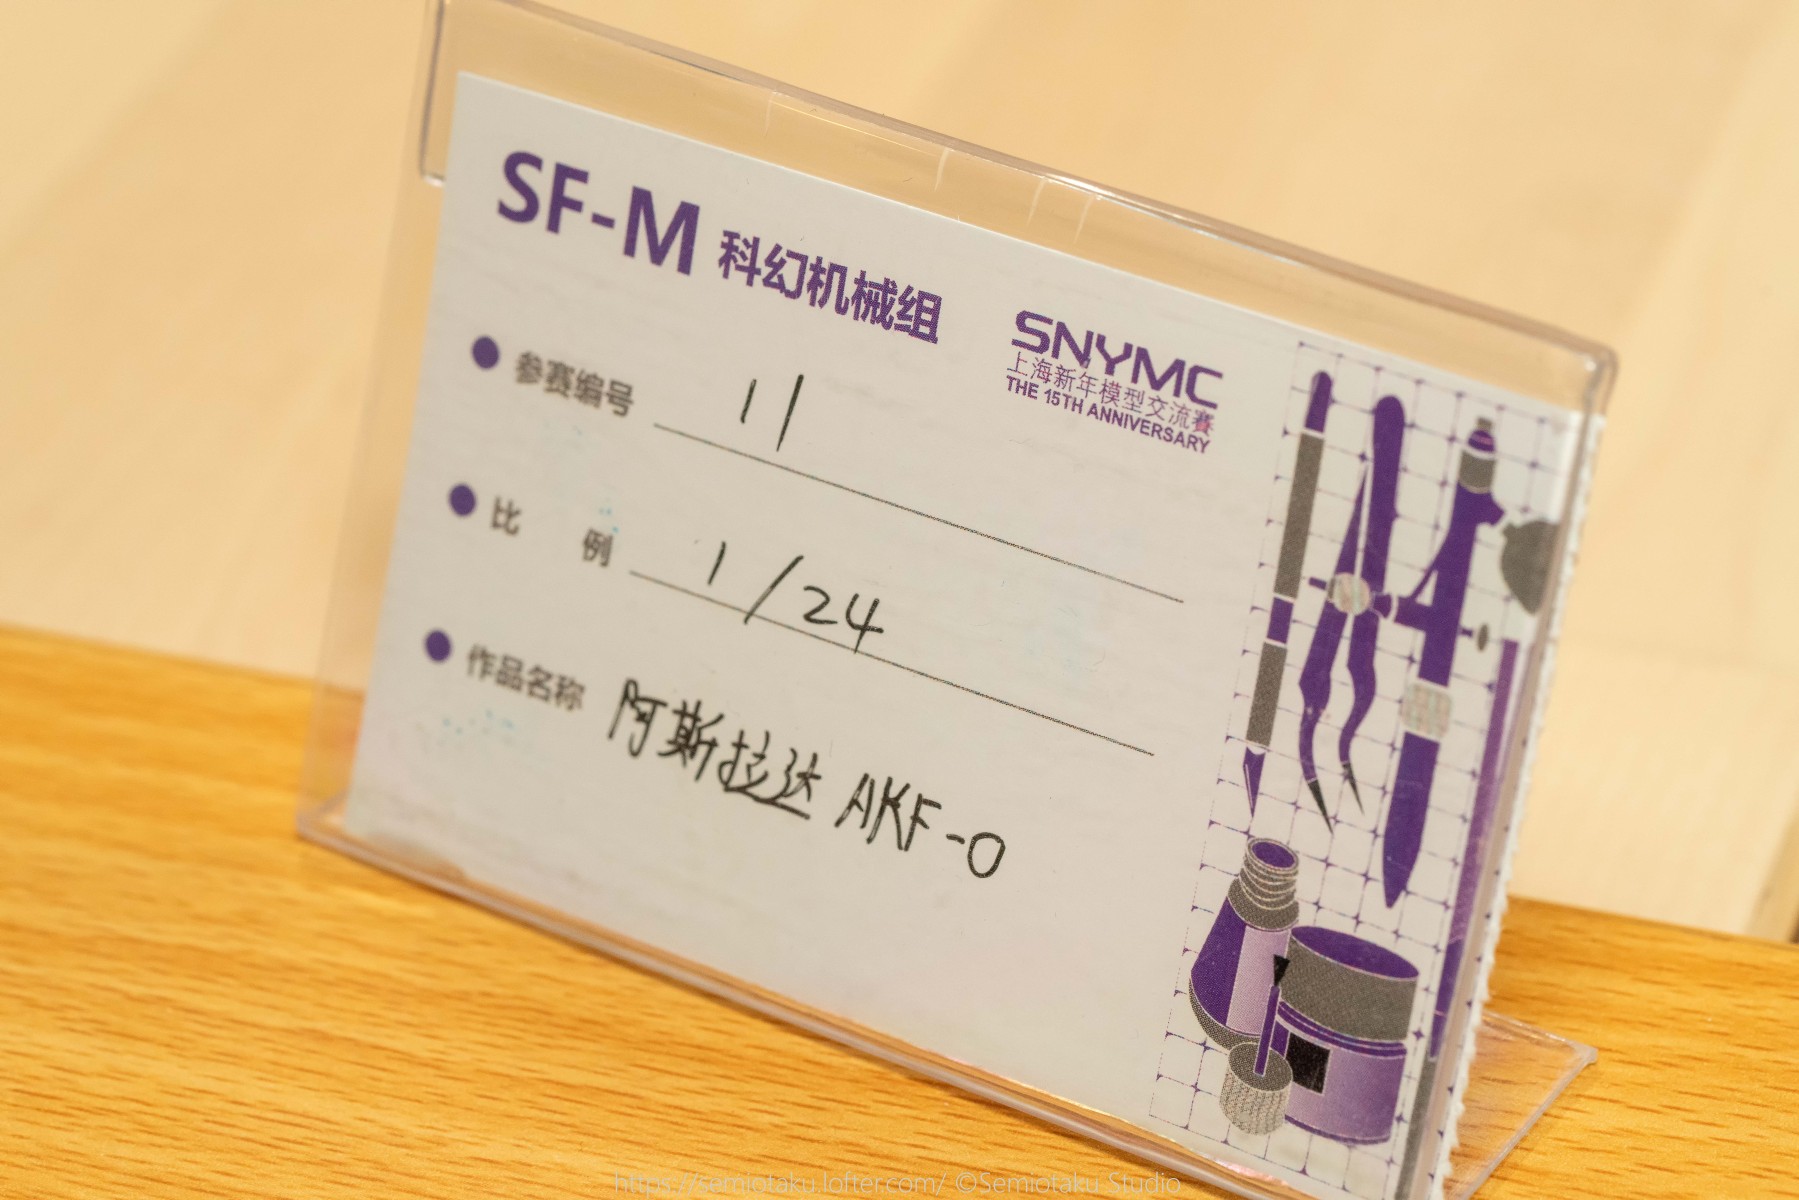 SF-M 科幻机械组
SNYMC
上海新年模型交流赛
THE 15TH ANNIVERSARY
参赛编号 11
比 例 1/24
作品名称 阿斯拉达 AKF-0
https://semiotaku.lofter.com/ ©Semiotaku Studio